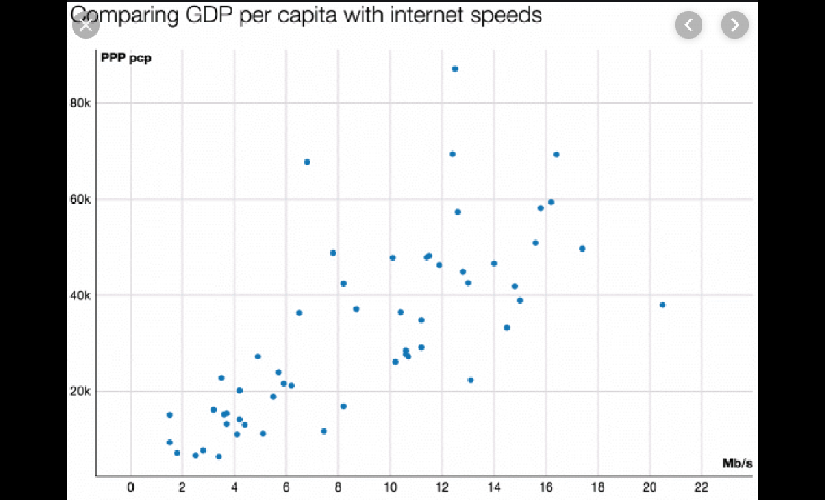 Comparing GDP per capita with internet speeds
PPP pcp
80k
60k
40k
20k
Mb/s
0 2 4 6 8 10 12 14 16 18 20 22